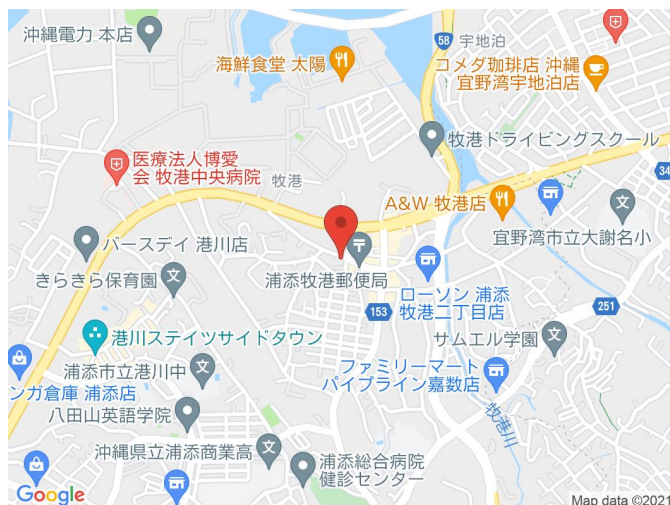 沖縄電力 本店
海鮮食堂 太陽
58
宇地泊
コメダ珈琲店 沖縄
宜野湾宇地泊店
牧港ドライビングスクール
医療法人博愛
会 牧港中央病院
牧港
34
A&W 牧港店
バースデイ 港川店
宜野湾市立大謝名小
きらきら保育園
浦添牧港郵便局
ローソン 浦添
牧港二丁目店
153
251
港川ステイツサイドタウン
サムエル学園
浦添市立港川中
ファミリーマート
パイプライン嘉数店
ンガ倉庫 浦添店
八田山英語学院
牧港川
沖縄県立浦添商業高
浦添総合病院
健診センター
Google
Map data ©2021